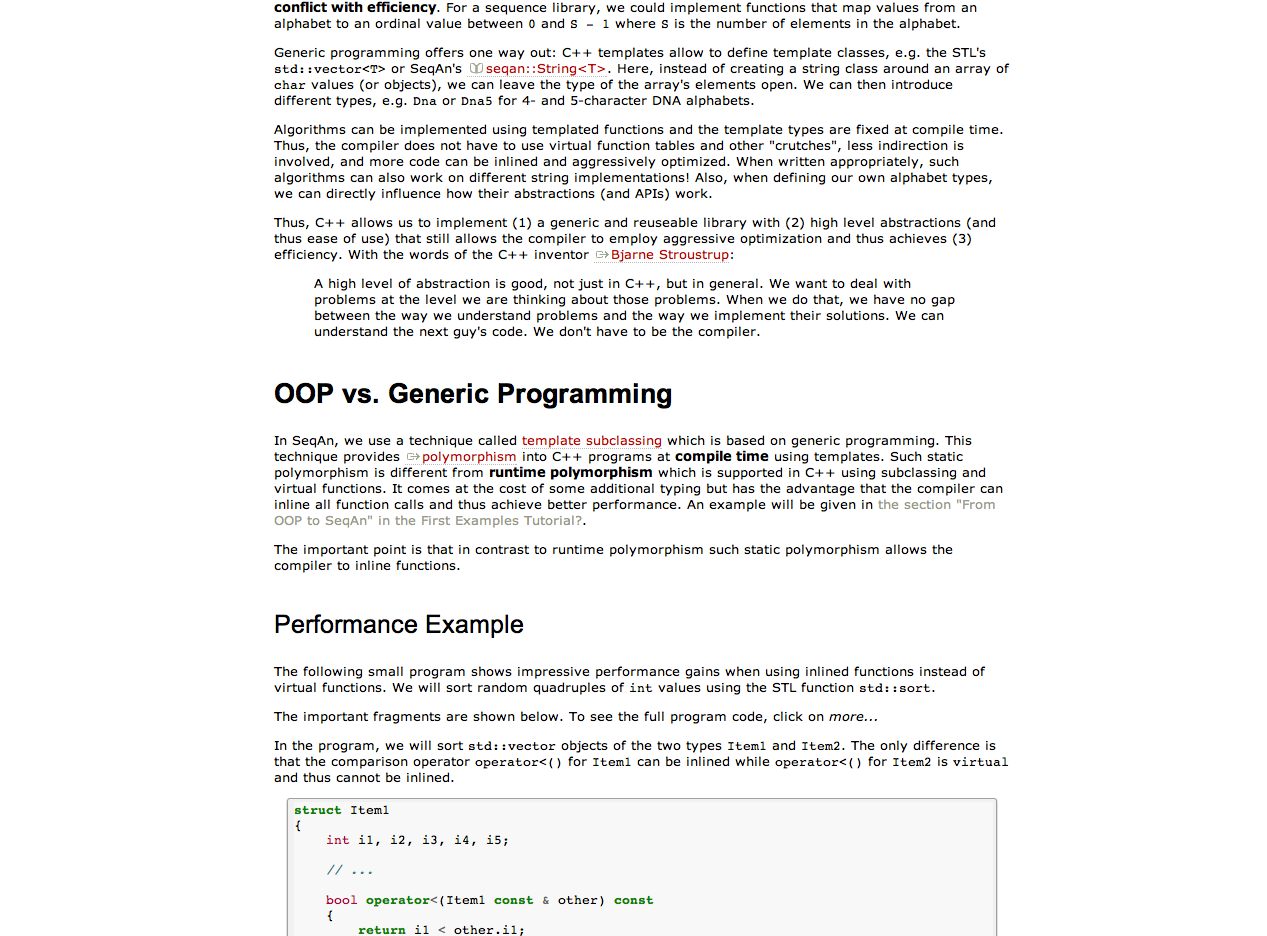 conflict with efficiency. For a sequence library, we could implement functions that map values from an
alphabet to an ordinal value between 0 and S - 1 where S is the number of elements in the alphabet.
Generic programming offers one way out: C++ templates allow to define template classes, e.g. the STL's
std::vector<T> or SeqAn's seqan::String<T>. Here, instead of creating a string class around an array of
char values (or objects), we can leave the type of the array's elements open. We can then introduce
different types, e.g. Dna or Dna5 for 4- and 5-character DNA alphabets.
Algorithms can be implemented using templated functions and the template types are fixed at compile time.
Thus, the compiler does not have to use virtual function tables and other "crutches", less indirection is
involved, and more code can be inlined and aggressively optimized. When written appropriately, such
algorithms can also work on different string implementations! Also, when defining our own alphabet types,
we can directly influence how their abstractions (and APIs) work.
Thus, C++ allows us to implement (1) a generic and reuseable library with (2) high level abstractions (and
thus ease of use) that still allows the compiler to employ aggressive optimization and thus achieves (3)
efficiency. With the words of the C++ inventor Bjarne Stroustrup:
A high level of abstraction is good, not just in C++, but in general. We want to deal with
problems at the level we are thinking about those problems. When we do that, we have no gap
between the way we understand problems and the way we implement their solutions. We can
understand the next guy's code. We don't have to be the compiler.
OOP vs. Generic Programming
In SeqAn, we use a technique called template subclassing which is based on generic programming. This
technique provides polymorphism into C++ programs at compile time using templates. Such static
polymorphism is different from runtime polymorphism which is supported in C++ using subclassing and
virtual functions. It comes at the cost of some additional typing but has the advantage that the compiler can
inline all function calls and thus achieve better performance. An example will be given in the section "From
OOP to SeqAn" in the First Examples Tutorial?.
The important point is that in contrast to runtime polymorphism such static polymorphism allows the
compiler to inline functions.
Performance Example
The following small program shows impressive performance gains when using inlined functions instead of
virtual functions. We will sort random quadruples of int values using the STL function std::sort.
The important fragments are shown below. To see the full program code, click on more...
In the program, we will sort std::vector objects of the two types Item1 and Item2. The only difference is
that the comparison operator operator<() for Item1 can be inlined while operator<() for Item2 is virtual
and thus cannot be inlined.
struct Item1
{
    int i1, i2, i3, i4, i5;
    // ...
    bool operator<(Item1 const & other) const
    {
        return i1 < other.i1;